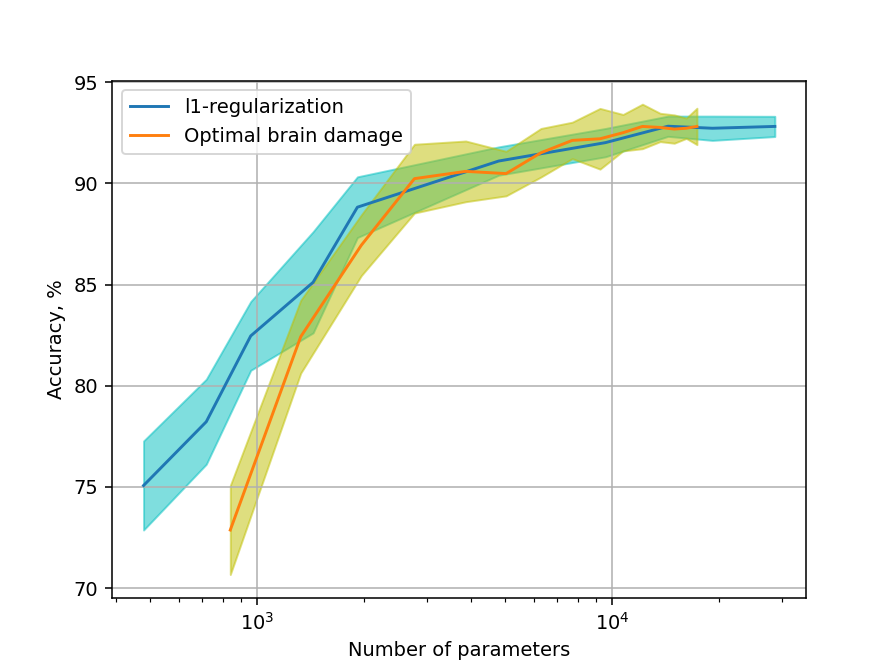 95
90
85
80
75
70
Accuracy, %
l1-regularization
Optimal brain damage
10³
10⁴
Number of parameters